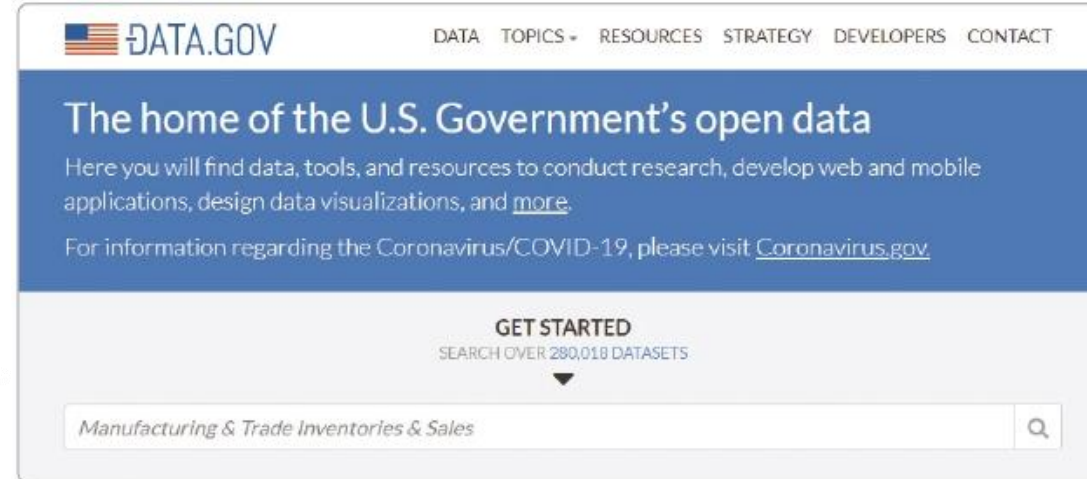 DATA.GOV
DATA TOPICS RESOURCES STRATEGY DEVELOPERS CONTACT
The home of the U.S. Government's open data
Here you will find data, tools, and resources to conduct research, develop web and mobile
applications, design data visualizations, and more.
For information regarding the Coronavirus/COVID-19, please visit Coronavirus.gov.
GET STARTED
SEARCH OVER 280,018 DATASETS
Manufacturing & Trade Inventories & Sales